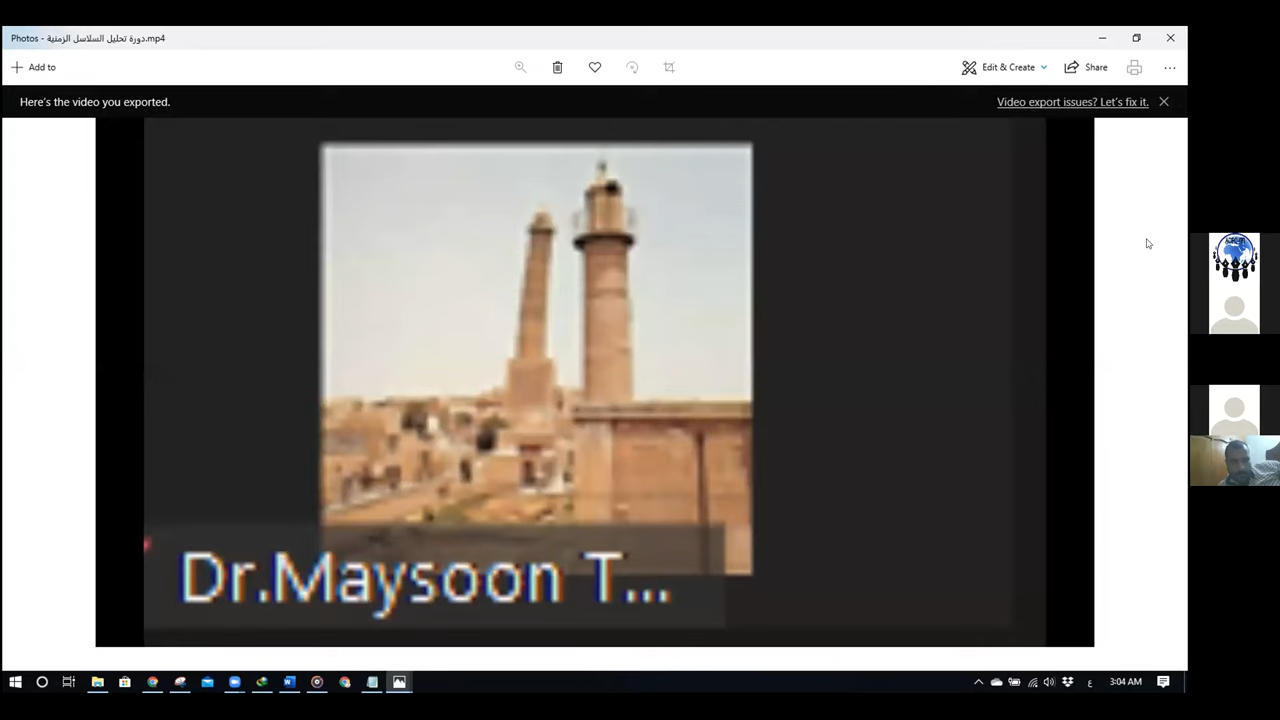 Photos - دورة تحليل السلاسل الزمنية.mp4
Add to
Edit & Create
Share
Here's the video you exported.
Video export issues? Let's fix it.
Dr.Maysoon T...
ع
3:04 AM